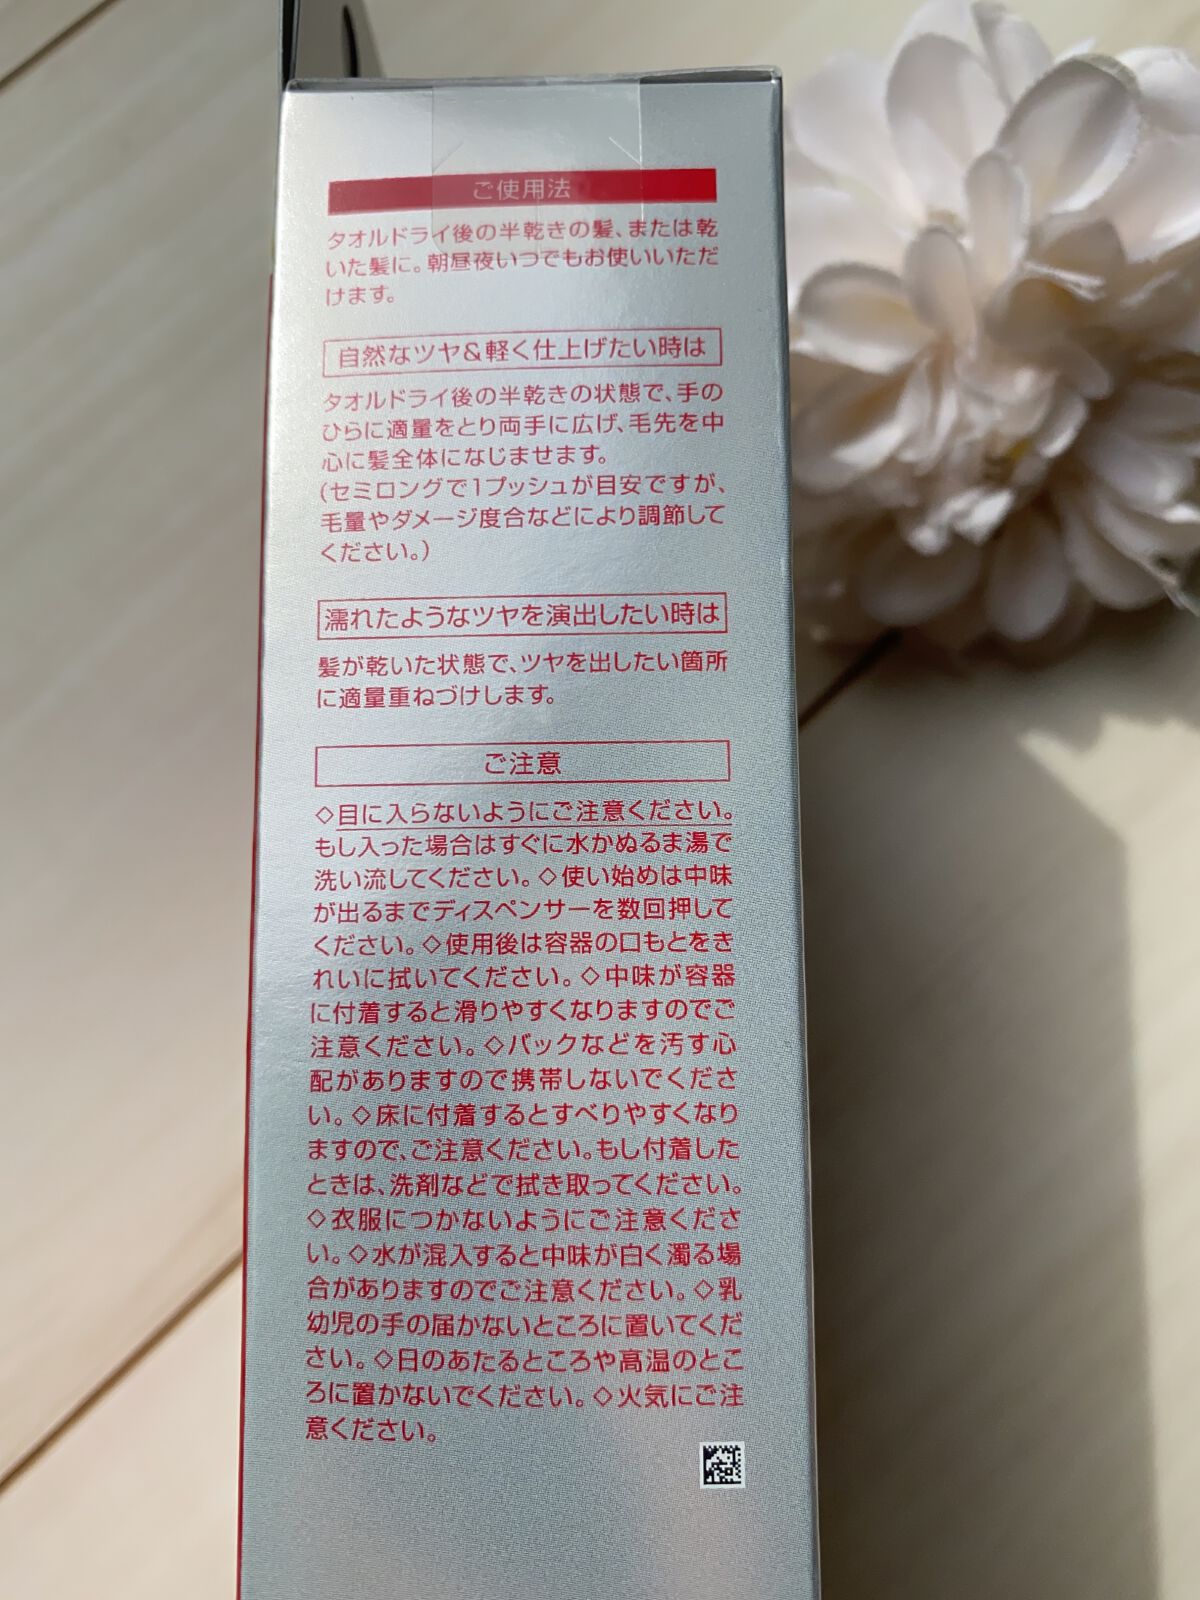 ご使用法
タオルドライ後の半乾きの髪、または乾
いた髪に。朝昼夜いつでもお使いいただ
けます。
自然なツヤ&軽く仕上げたい時は
タオルドライ後の半乾きの状態で、手の
ひらに適量をとり両手に広げ、毛先を中
心に髪全体になじませます。
(セミロングで1プッシュが目安ですが、
毛量やダメージ度合などにより調節して
ください。)
濡れたようなツヤを演出したい時は
髪が乾いた状態で、ツヤを出したい箇所
に適量重ねづけします。
ご注意
◇目に入らないようにご注意ください。
もし入った場合はすぐに水かぬるま湯で
洗い流してください。◇使い始めは中味
が出るまでディスペンサーを数回押して
ください。◇使用後は容器の口もとをき
れいに拭いてください。◇中味が容器
に付着すると滑りやすくなりますのでご
注意ください。◇バックなどを汚す心
配がありますので携帯しないでくださ
い。◇床に付着するとすべりやすくなり
ますので、ご注意ください。もし付着した
ときは、洗剤などで拭き取ってください。
◇衣服につかないようにご注意くださ
い。◇水が混入すると中味が白く濁る場
合がありますのでご注意ください。◇乳
幼児の手の届かないところに置いてくだ
さい。◇日のあたるところや高温のとこ
ろに置かないでください。◇火気にご注
意ください。